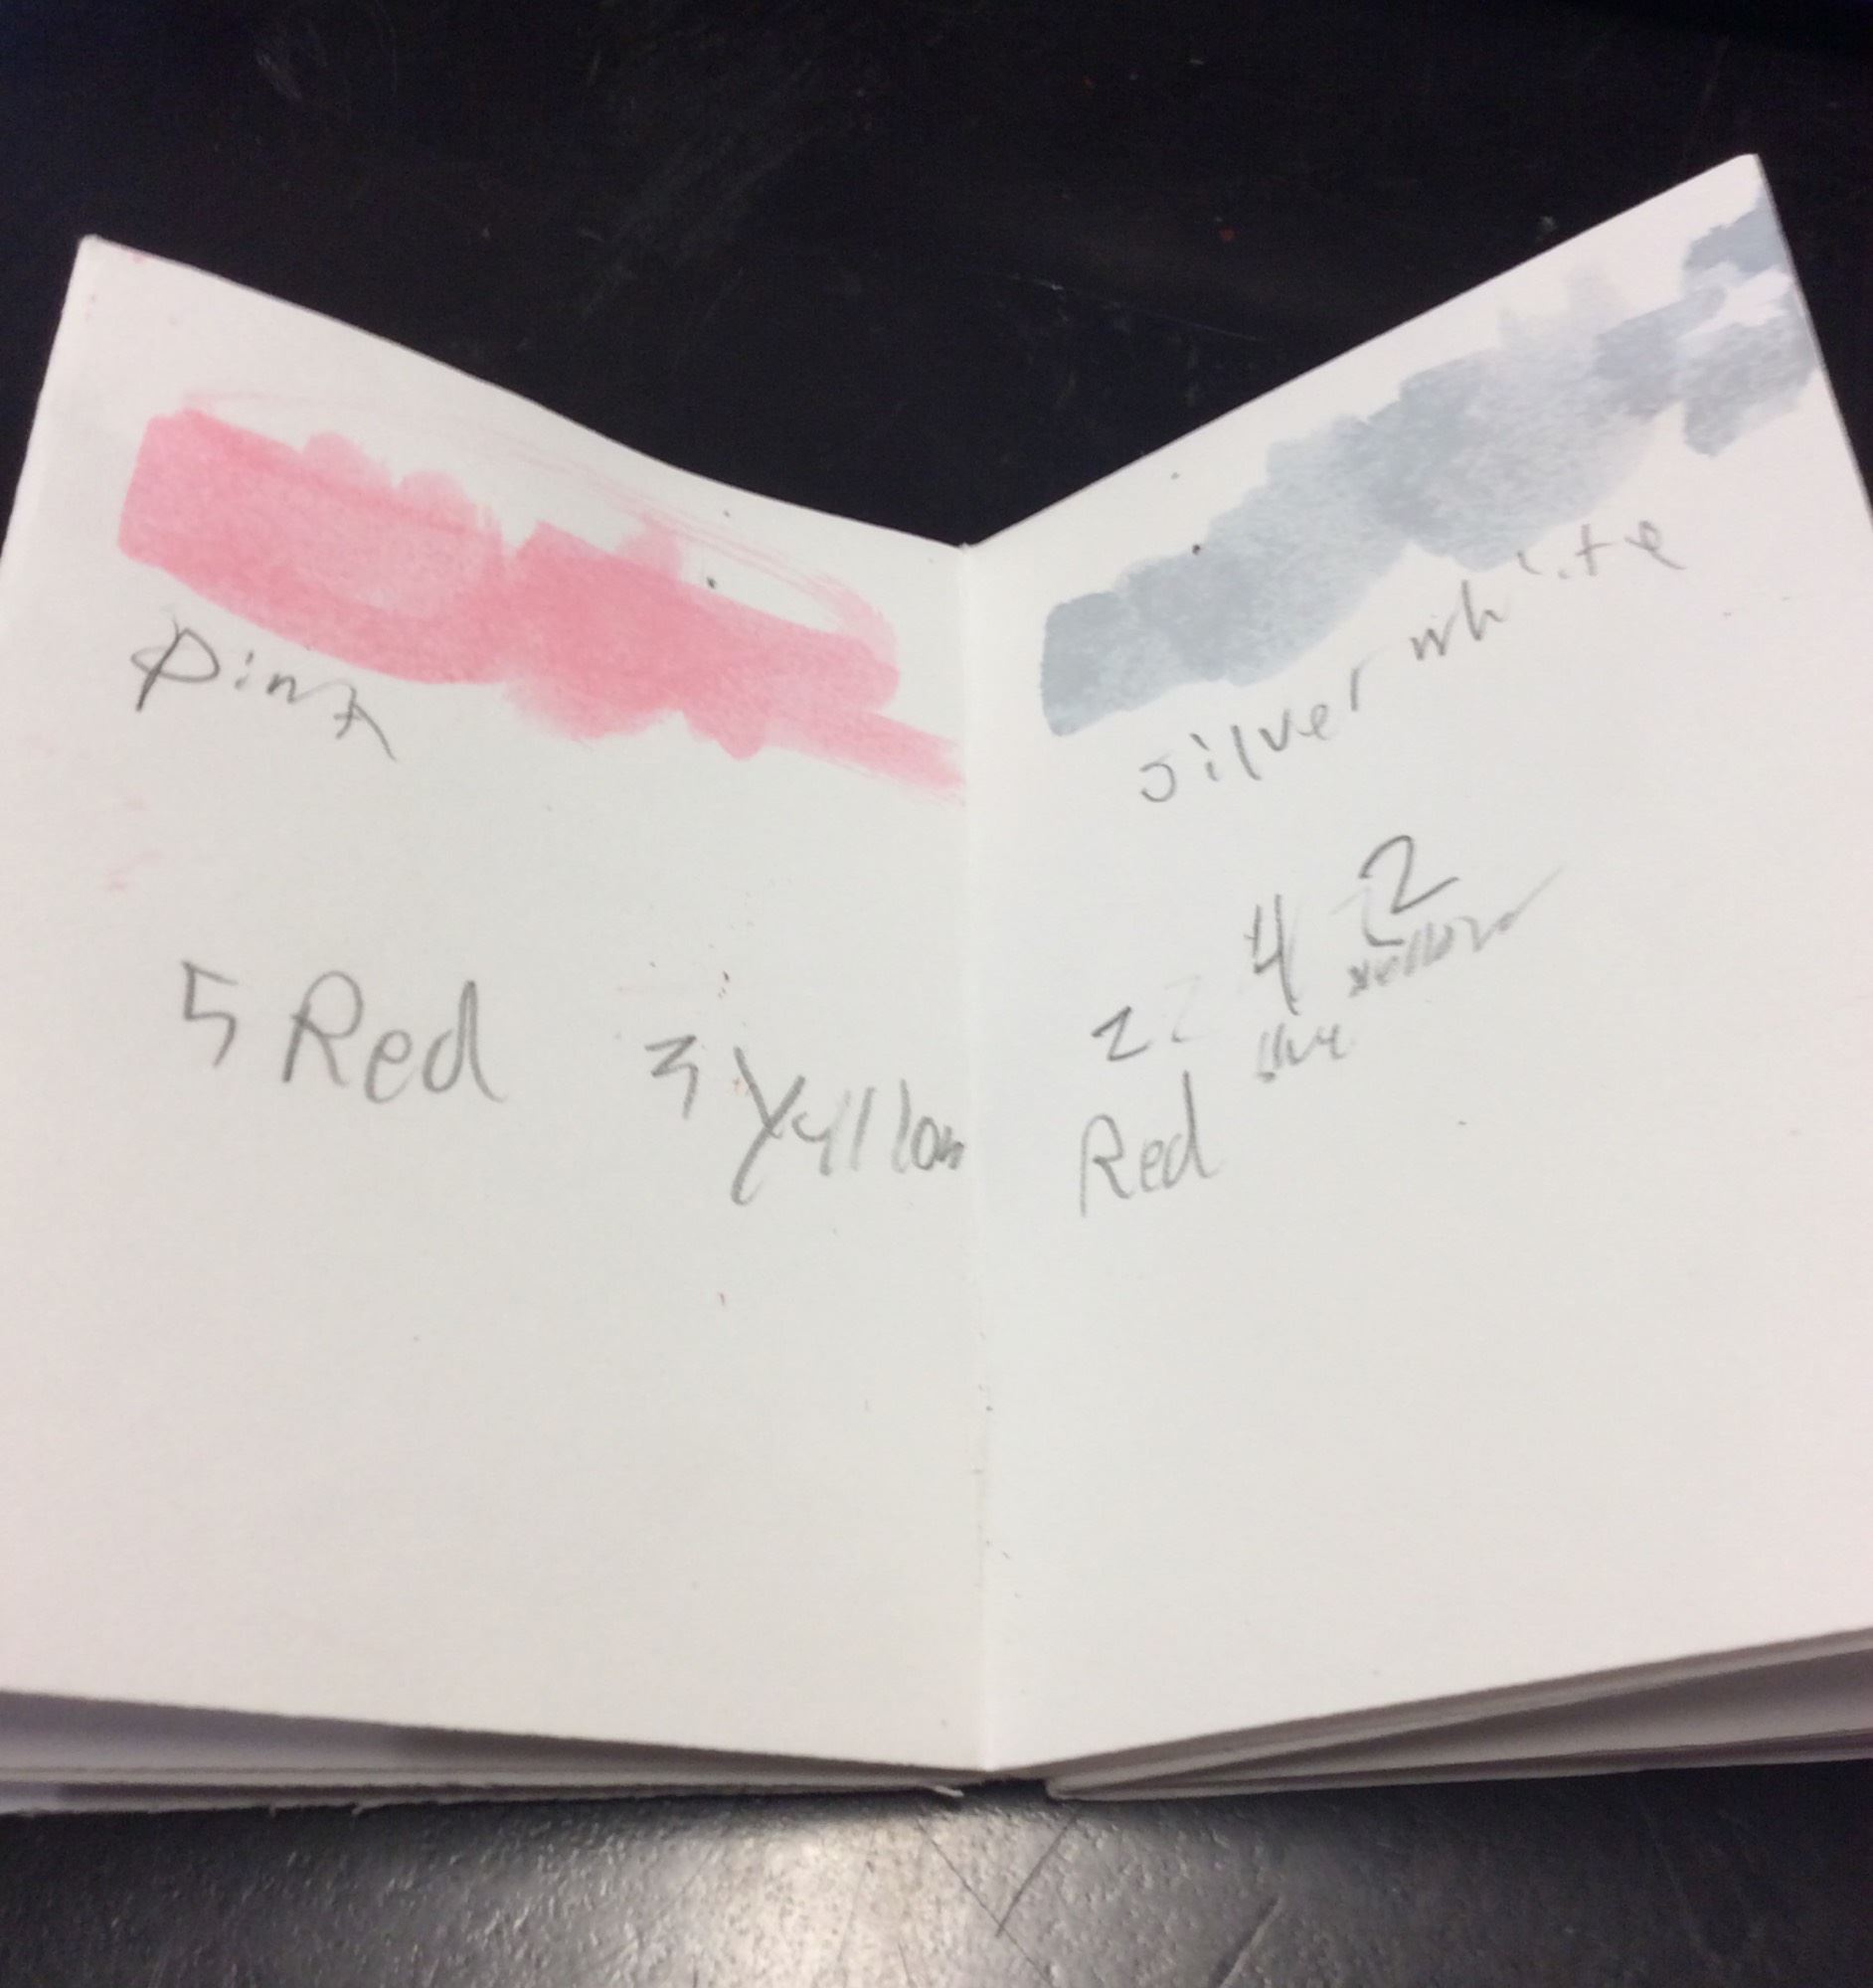 pink
5 Red 3 Yellow
silver white
2 4 2
Red blue yellow